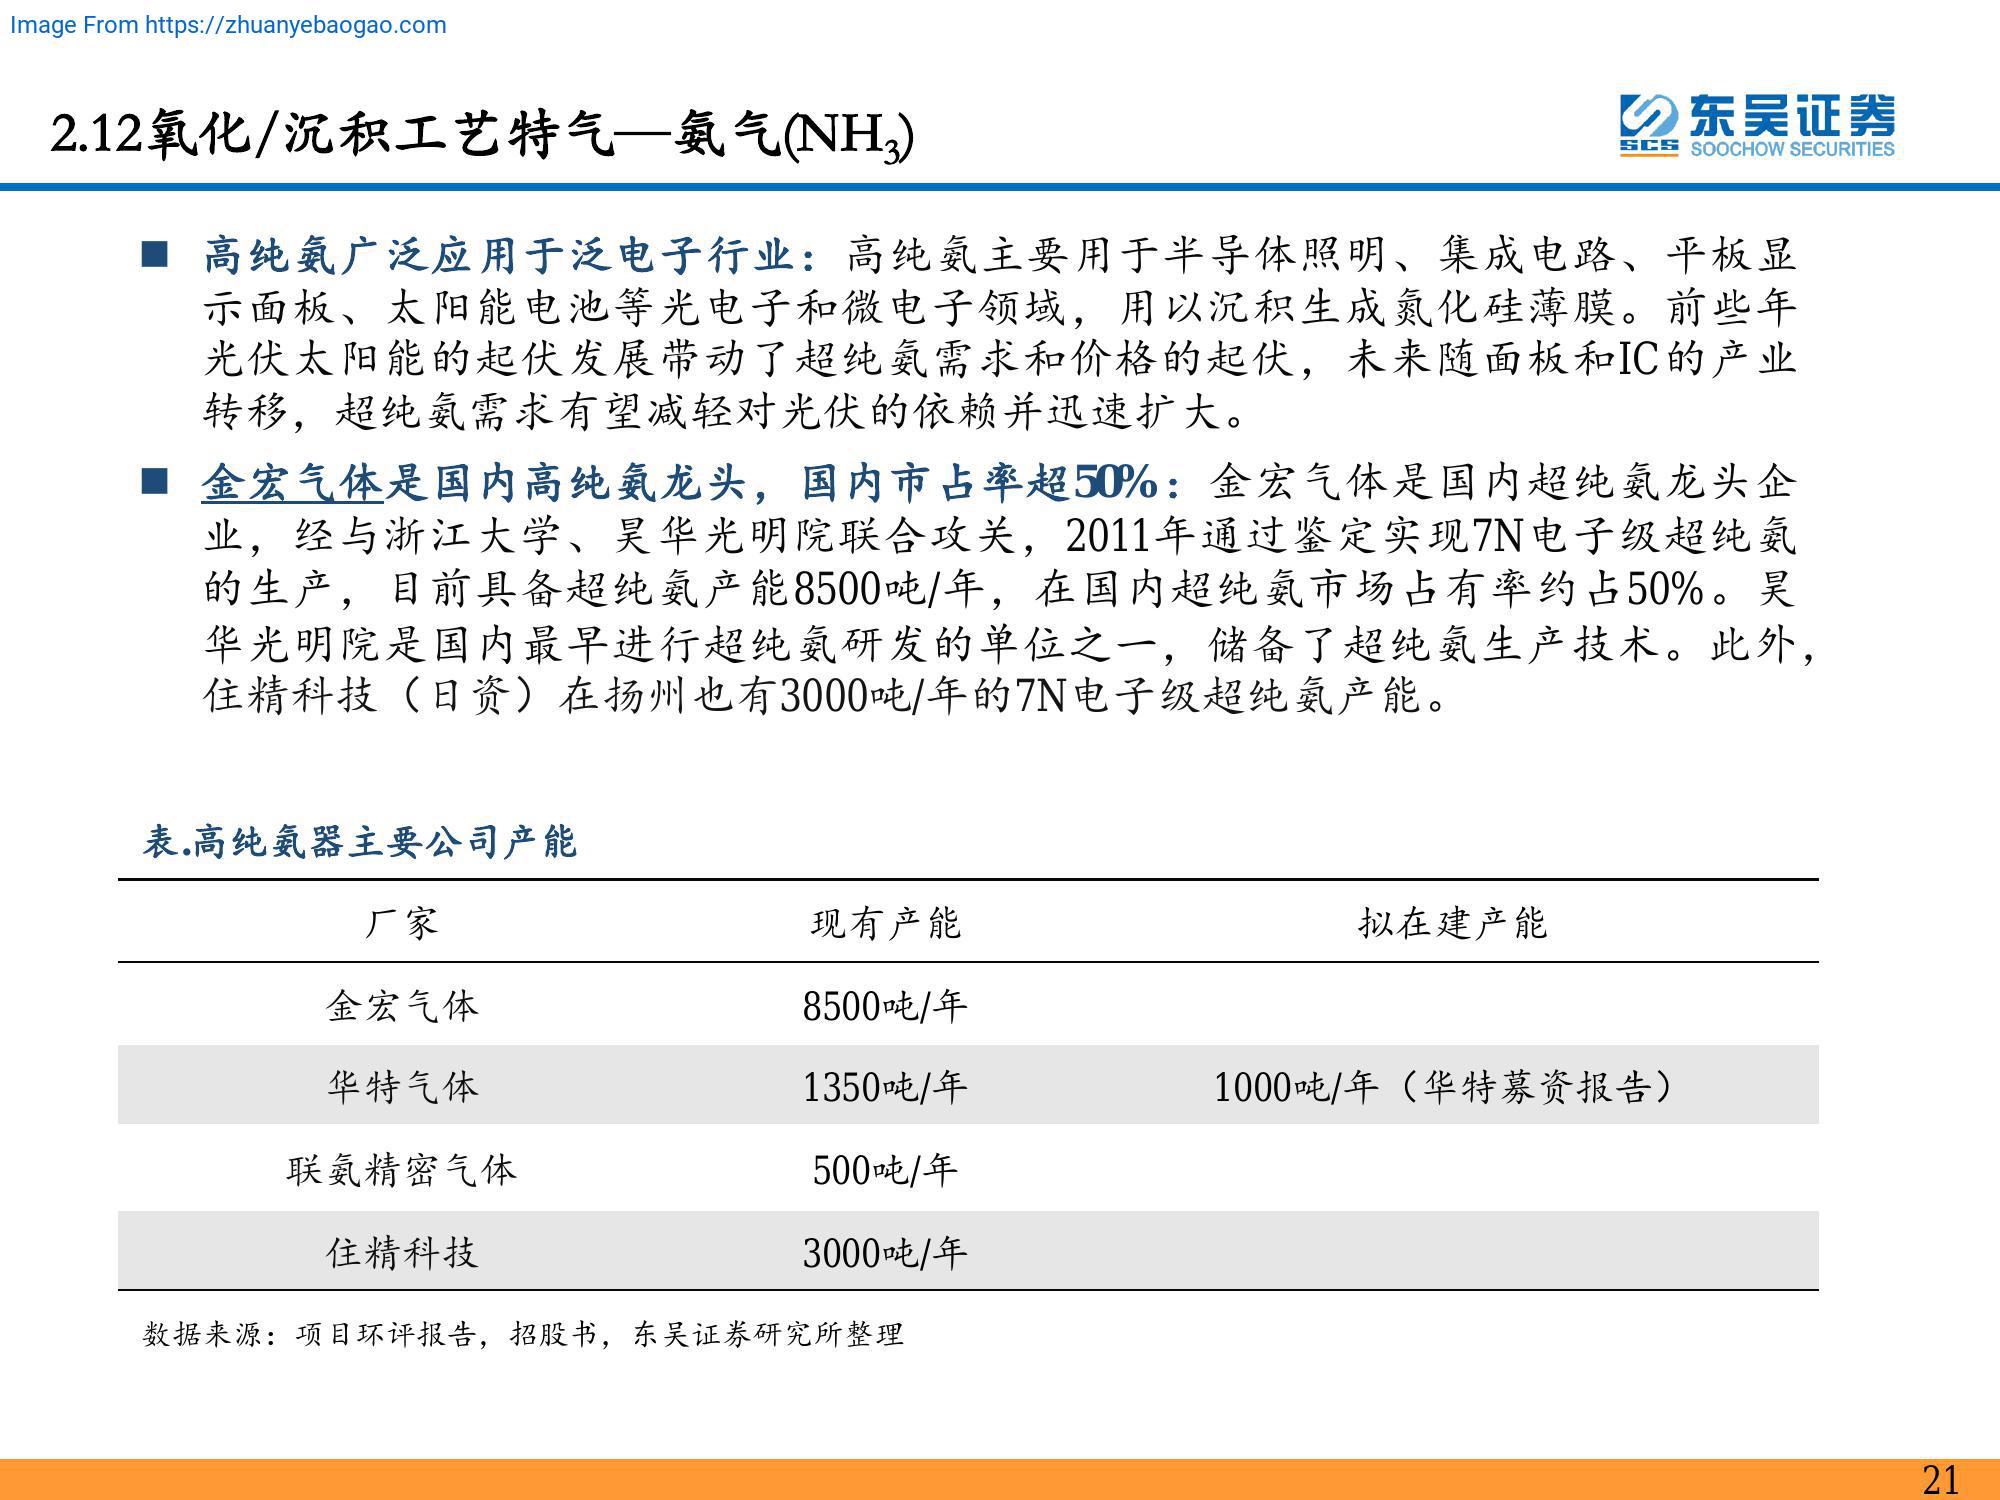 Image From https://zhuanyebaogao.com
2.12氧化/沉积工艺特气—氨气(NH₃)
东吴证券
SCS
SOOCHOW SECURITIES
■ 高纯氨广泛应用于泛电子行业：高纯氨主要用于半导体照明、集成电路、平板显
示面板、太阳能电池等光电子和微电子领域，用以沉积生成氮化硅薄膜。前些年
光伏太阳能的起伏发展带动了超纯氨需求和价格的起伏，未来随面板和IC的产业
转移，超纯氨需求有望减轻对光伏的依赖并迅速扩大。
■ 金宏气体是国内高纯氨龙头，国内市占率超50%：金宏气体是国内超纯氨龙头企
业，经与浙江大学、昊华光明院联合攻关，2011年通过鉴定实现7N电子级超纯氨
的生产，目前具备超纯氨产能8500吨/年，在国内超纯氨市场占有率约占50%。昊
华光明院是国内最早进行超纯氨研发的单位之一，储备了超纯氨生产技术。此外，
住精科技（日资）在扬州也有3000吨/年的7N电子级超纯氨产能。
表.高纯氨器主要公司产能
厂家 现有产能 拟在建产能
金宏气体 8500吨/年
华特气体 1350吨/年 1000吨/年（华特募资报告）
联氨精密气体 500吨/年
住精科技 3000吨/年
数据来源：项目环评报告，招股书，东吴证券研究所整理
21